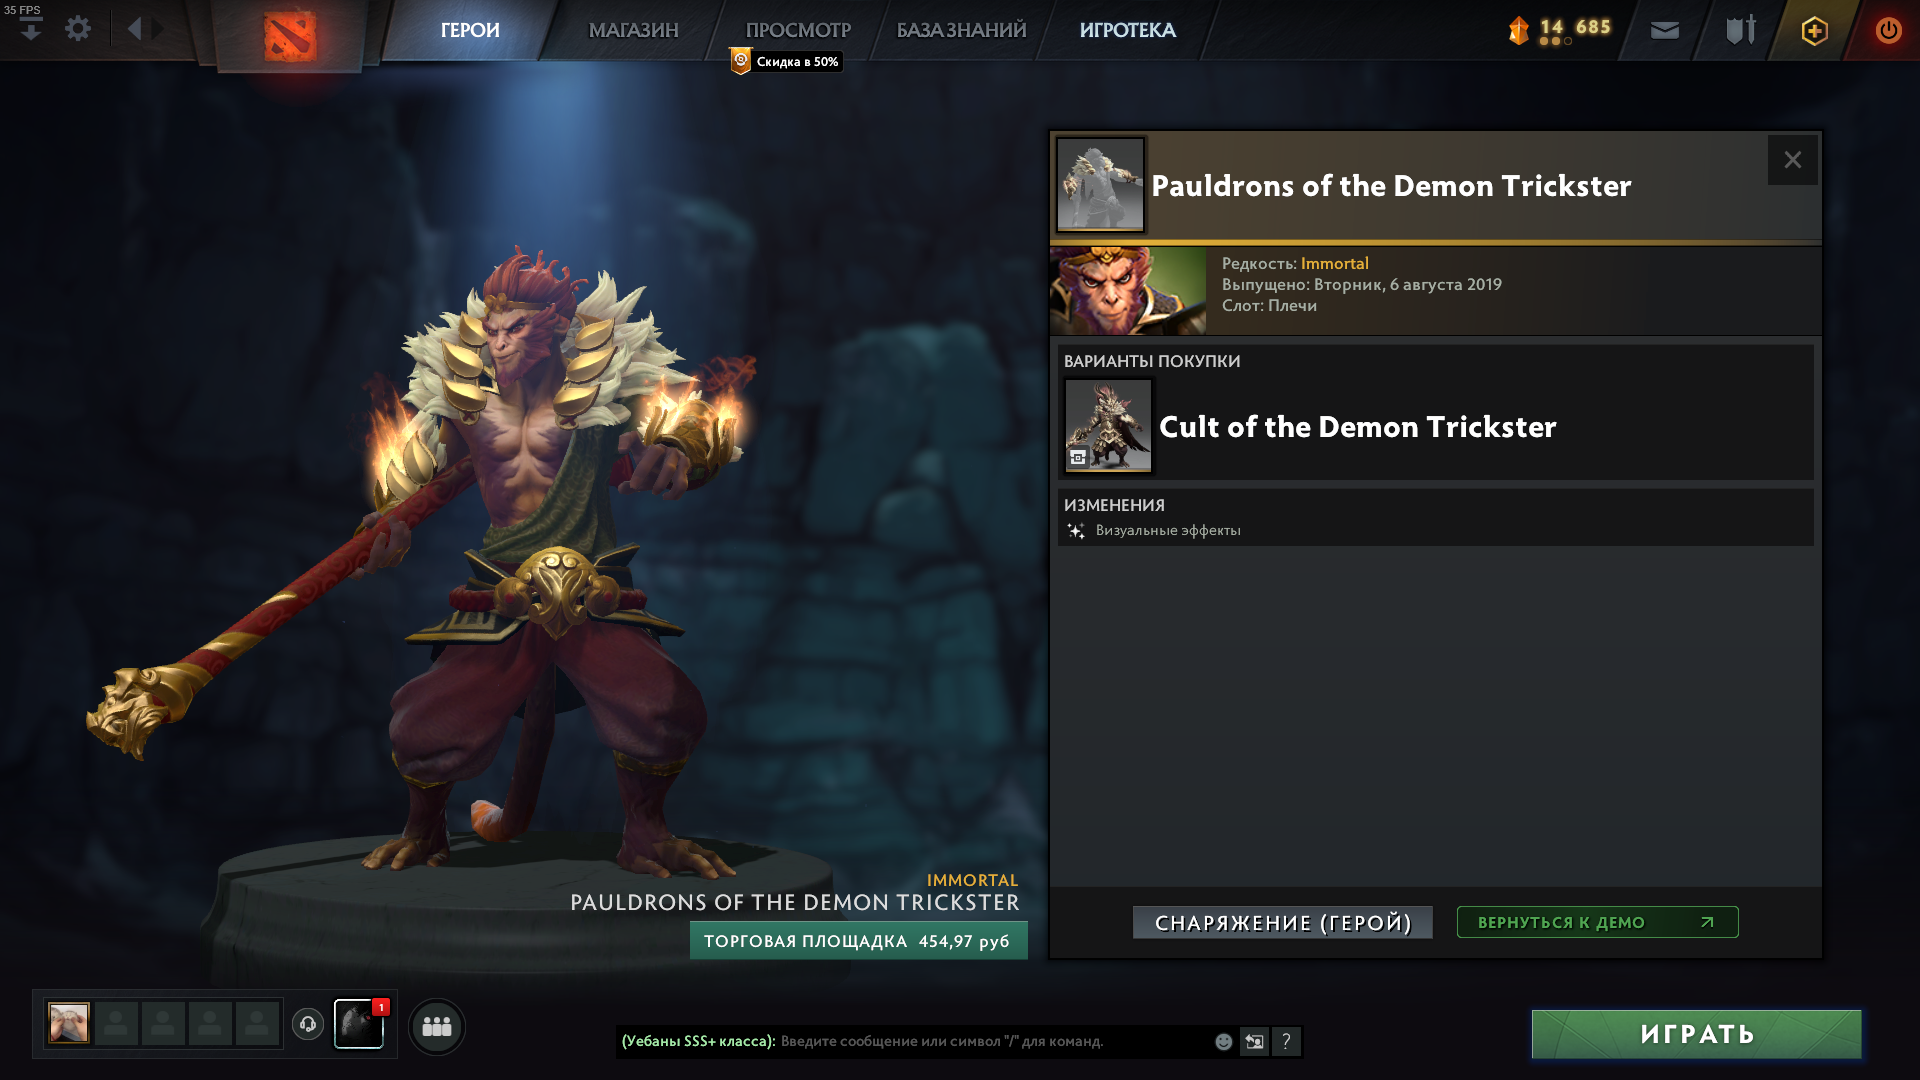 35 FPS
ГЕРОИ
МАГАЗИН
ПРОСМОТР
БАЗА ЗНАНИЙ
ИГРОТЕКА
14 685
Скидка в 50%
Pauldrons of the Demon Trickster
Редкость: Immortal
Выпущено: Вторник, 6 августа 2019
Слот: Плечи
ВАРИАНТЫ ПОКУПКИ
Cult of the Demon Trickster
ИЗМЕНЕНИЯ
Визуальные эффекты
IMMORTAL
PAULDRONS OF THE DEMON TRICKSTER
ТОРГОВАЯ ПЛОЩАДКА 454,97 руб
СНАРЯЖЕНИЕ (ГЕРОЙ)
ВЕРНУТЬСЯ К ДЕМО
1
(Уебаны SSS+ класса): Введите сообщение или символ "/" для команд.
?
ИГРАТЬ